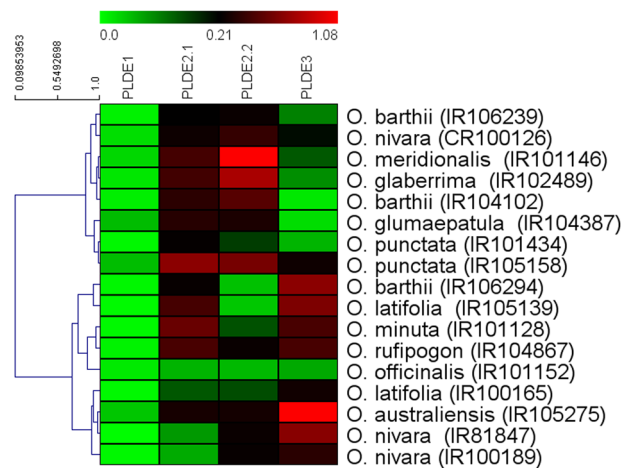 0.0 0.21 1.08
0.09853953 0.5492698 1.0
PLDE1 PLDE2.1 PLDE2.2 PLDE3
O. barthii (IR106239)
O. nivara (CR100126)
O. meridionalis (IR101146)
O. glaberrima (IR102489)
O. barthii (IR104102)
O. glumaepatula (IR104387)
O. punctata (IR101434)
O. punctata (IR105158)
O. barthii (IR106294)
O. latifolia (IR105139)
O. minuta (IR101128)
O. rufipogon (IR104867)
O. officinalis (IR101152)
O. latifolia (IR100165)
O. australiensis (IR105275)
O. nivara (IR81847)
O. nivara (IR100189)